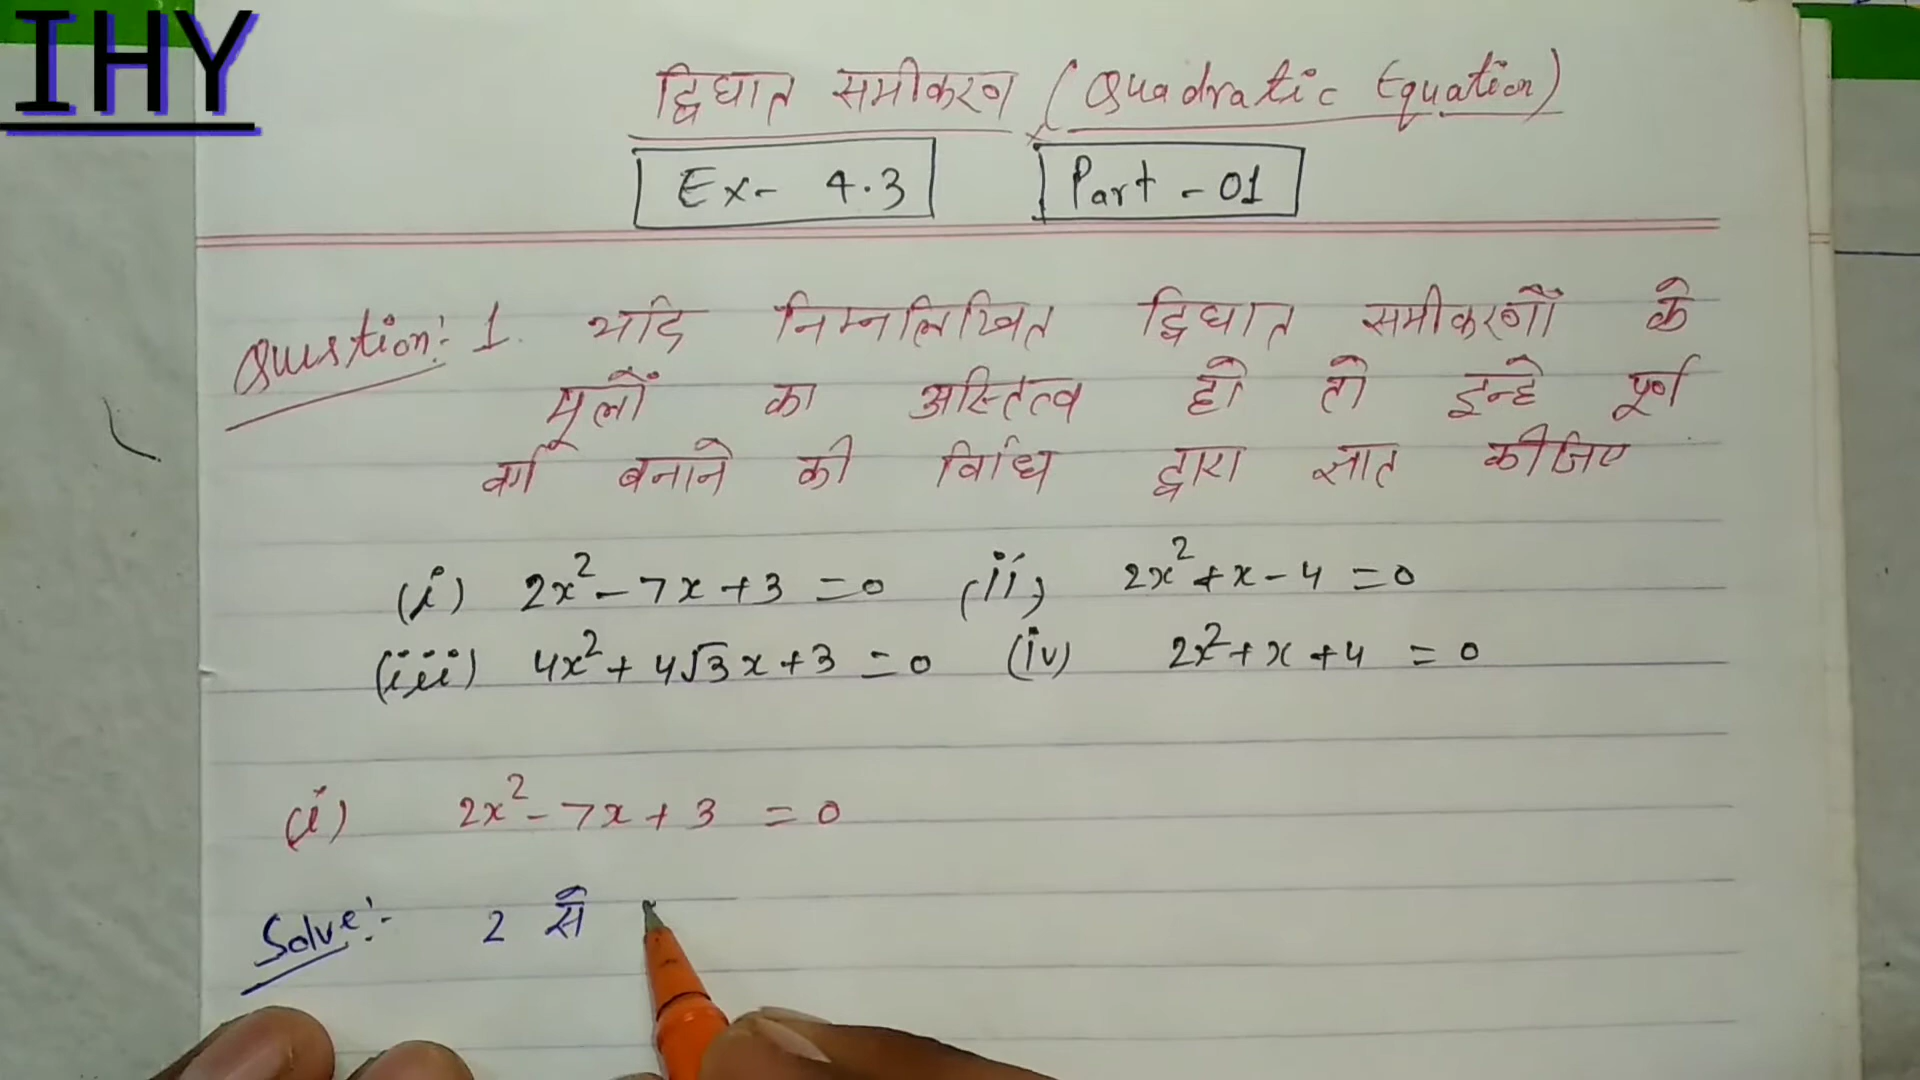 IHY
द्विघात समीकरण (Quadratic Equation)
Ex- 4.3 Part - 01
Question:- 1. यदि निम्नलिखित द्विघात समीकरणों के
मूलों का अस्तित्व हो तो इन्हे पूर्ण
वर्ग बनाने की विधि द्वारा ज्ञात कीजिए
(i) 2x² - 7x + 3 = 0 (ii) 2x² + x - 4 = 0
(iii) 4x² + 4√3x + 3 = 0 (iv) 2x² + x + 4 = 0
(i) 2x² - 7x + 3 = 0
Solve:- 2 से